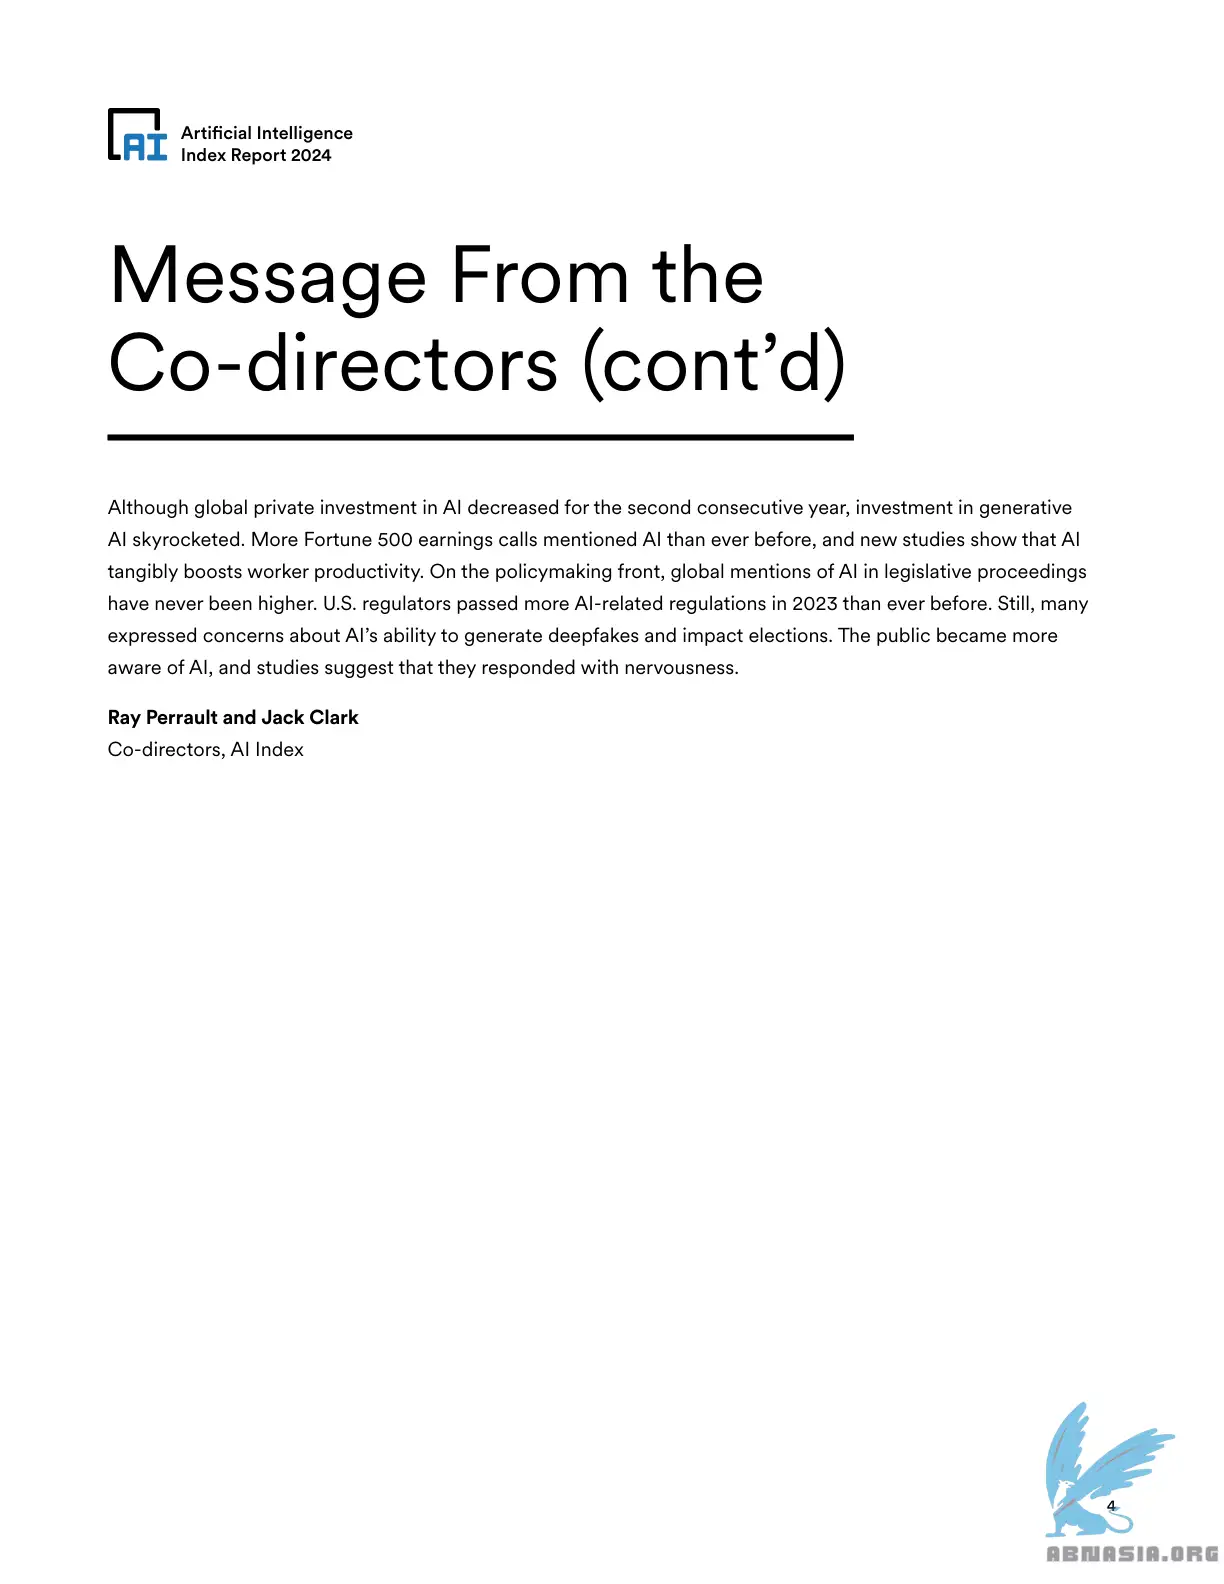 AI
Artificial Intelligence
Index Report 2024
Message From the
Co-directors (cont’d)
Although global private investment in AI decreased for the second consecutive year, investment in generative
AI skyrocketed. More Fortune 500 earnings calls mentioned AI than ever before, and new studies show that AI
tangibly boosts worker productivity. On the policymaking front, global mentions of AI in legislative proceedings
have never been higher. U.S. regulators passed more AI-related regulations in 2023 than ever before. Still, many
expressed concerns about AI’s ability to generate deepfakes and impact elections. The public became more
aware of AI, and studies suggest that they responded with nervousness.
Ray Perrault and Jack Clark
Co-directors, AI Index
4
ABNASIA.ORG